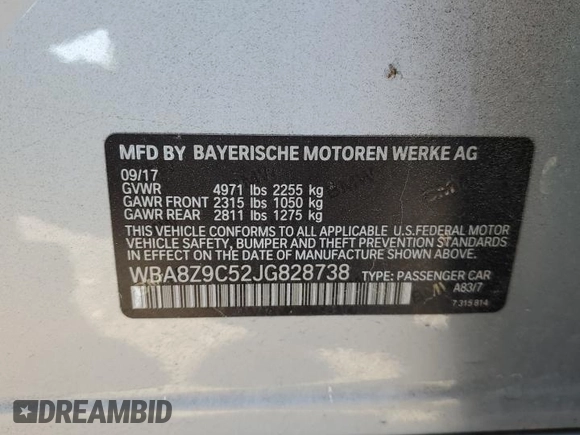 MFD BY BAYERISCHE MOTOREN WERKE AG
09/17
GVWR 4971 lbs 2255 kg
GAWR FRONT 2315 lbs 1050 kg
GAWR REAR 2811 lbs 1275 kg
THIS VEHICLE CONFORMS TO ALL APPLICABLE U.S.FEDERAL MOTOR
VEHICLE SAFETY, BUMPER, AND THEFT PREVENTION STANDARDS
IN EFFECT ON THE DATE OF MANUFACTURE SHOWN ABOVE.
WBA8Z9C52JG828738 TYPE: PASSENGER CAR
A83/7
7 315 814
DREAMBID